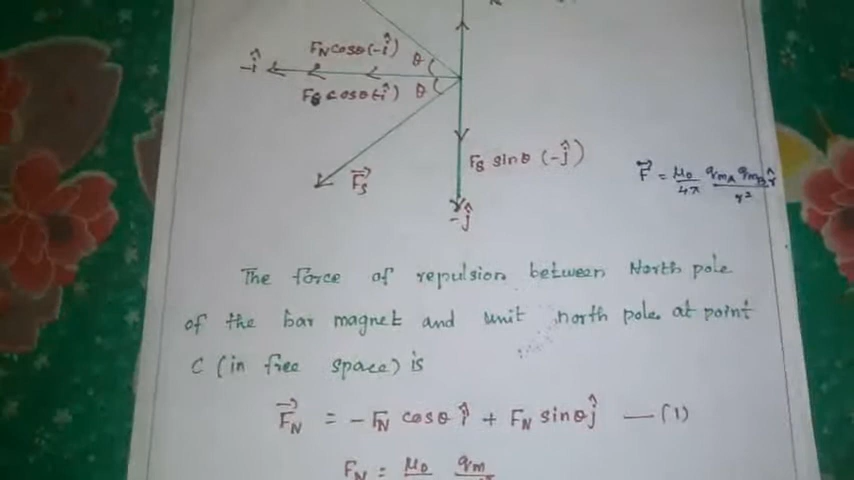 F_N cosθ(-î) θ
-î
F_S cosθ(-î) θ
F_S sinθ (-ĵ)
F⃗ = μ₀/4π q_mA q_mB/r² r̂
F⃗_S
-ĵ
The force of repulsion between North pole
of the bar magnet and unit north pole at point
C (in free space) is
F⃗_N = - F_N cosθ î + F_N sinθ ĵ —(1)
F_N = μ₀ q_m